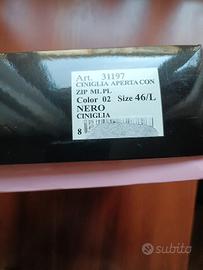 Art. 31197
CINIGLIA APERTA CON
ZIP ML PL
Color 02 Size 46/L
NERO
CINIGLIA
8
subito